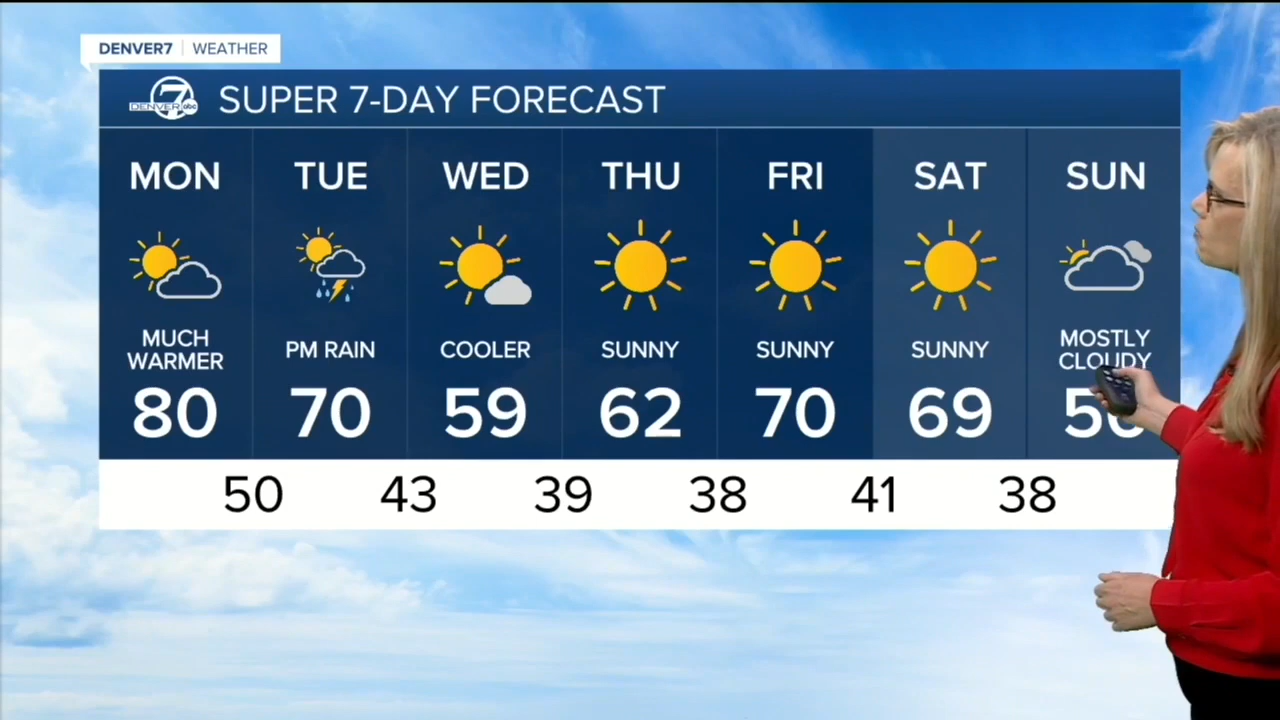 DENVER7 | WEATHER
7
DENVER abc
SUPER 7-DAY FORECAST
MON TUE WED THU FRI SAT SUN
MUCH WARMER PM RAIN COOLER SUNNY SUNNY SUNNY MOSTLY CLOUDY
80 70 59 62 70 69
50 43 39 38 41 38